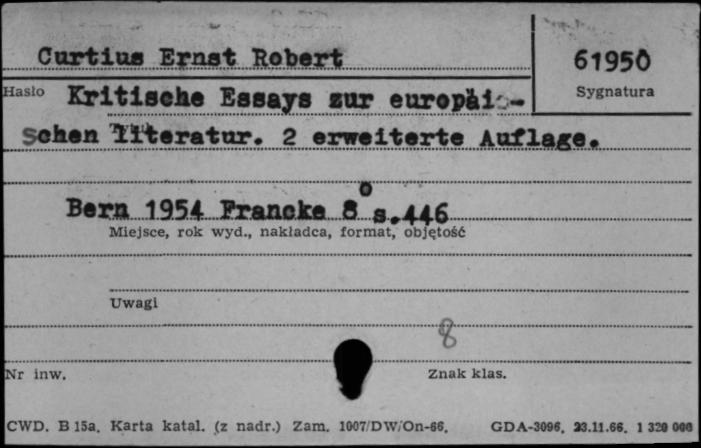 Curtius Ernst Robert
61950
Hasło
Sygnatura
Kritische Essays zur europäi-
schen literatur. 2 erweiterte Auflage.
Bern 1954 Francke 8° s.446
Miejsce, rok wyd., nakładca, format, objętość
Uwagi
8
Nr inw.
Znak klas.
CWD. B 15a. Karta katal. (z nadr.) Zam. 1007/DW/On-66. GDA-3096. 23.11.66. 1 320 000